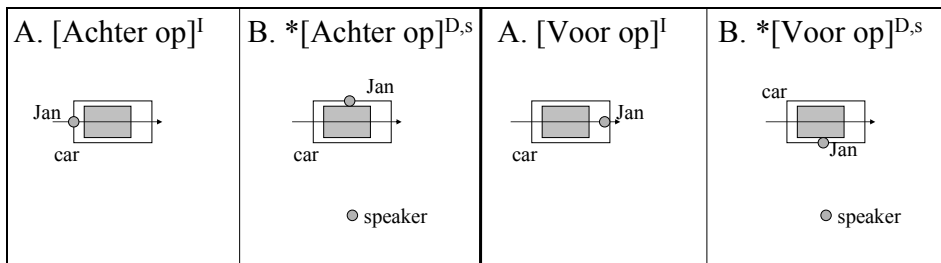 A. [Achter op]ᴵ
Jan
car
B. *[Achter op]ᴰ,ˢ
Jan
car
speaker
A. [Voor op]ᴵ
Jan
car
B. *[Voor op]ᴰ,ˢ
car
Jan
speaker